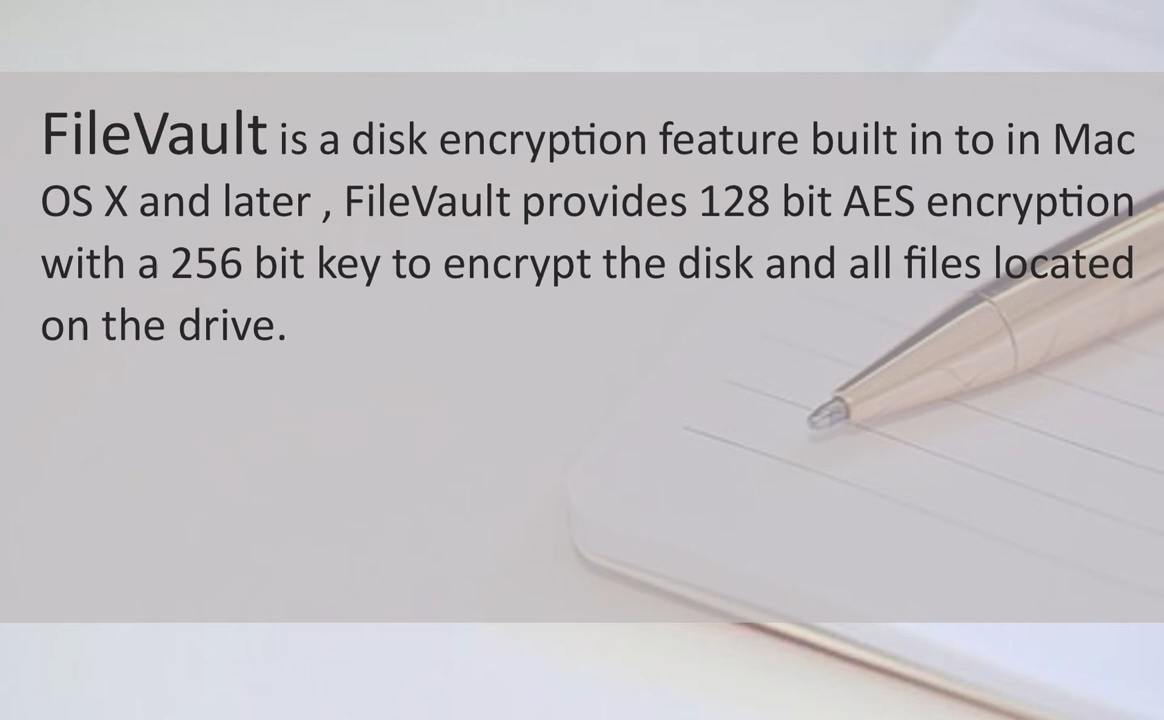 FileVault is a disk encryption feature built in to in Mac
OS X and later , FileVault provides 128 bit AES encryption
with a 256 bit key to encrypt the disk and all files located
on the drive.